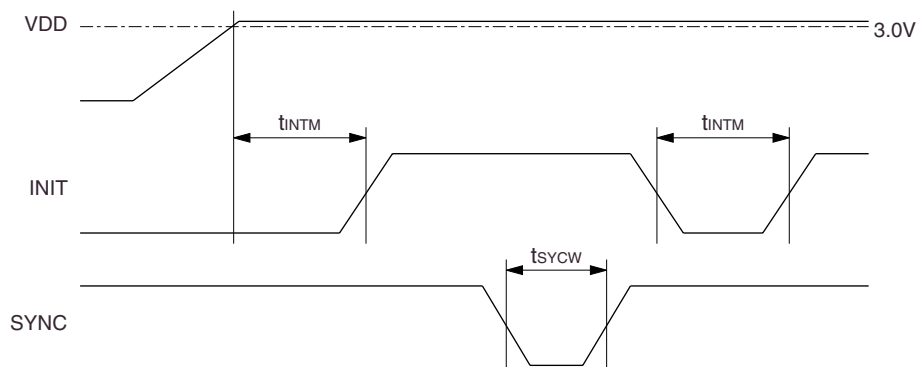 VDD
3.0V
tINTM
tINTM
INIT
tSYCW
SYNC